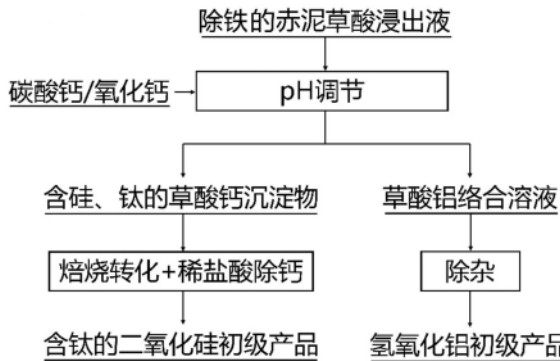 除铁的赤泥草酸浸出液
碳酸钙/氧化钙
pH调节
含硅、钛的草酸钙沉淀物
草酸铝络合溶液
焙烧转化+稀盐酸除钙
除杂
含钛的二氧化硅初级产品
氢氧化铝初级产品